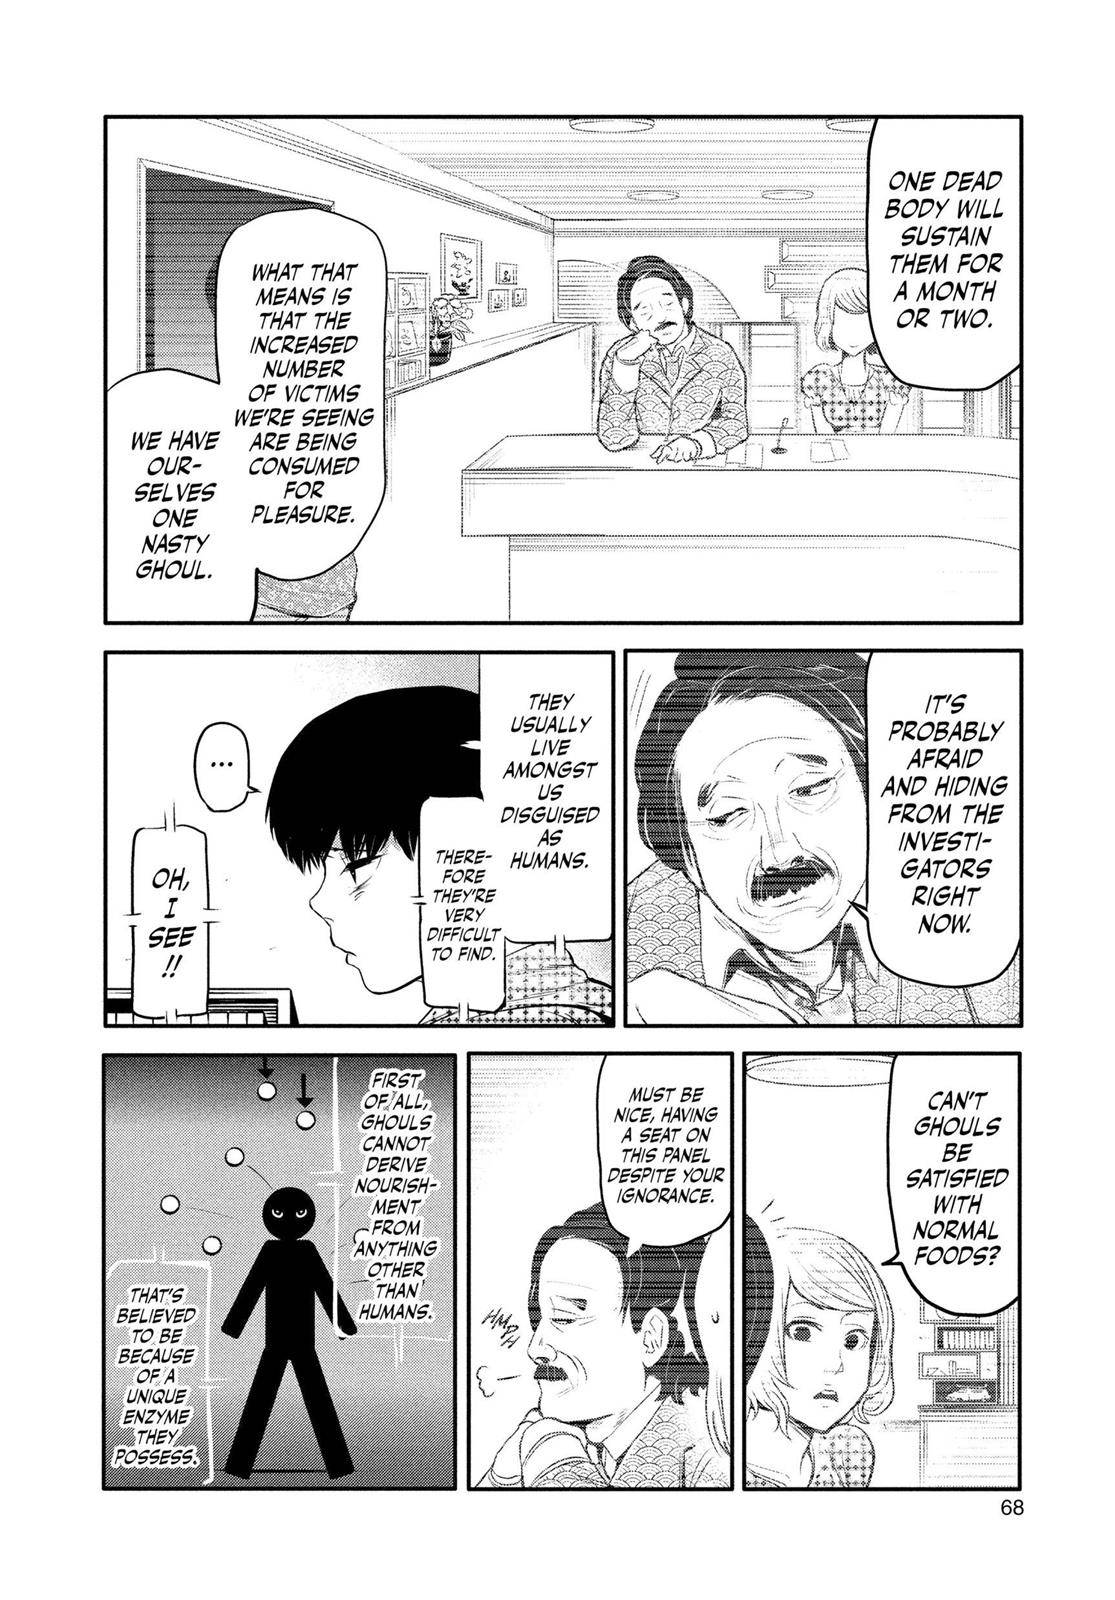 ONE DEAD
BODY WILL
SUSTAIN
THEM FOR
A MONTH
OR TWO.
WHAT THAT
MEANS IS
THAT THE
INCREASED
NUMBER
OF VICTIMS
WE'RE SEEING
ARE BEING
CONSUMED
FOR
PLEASURE.
WE HAVE
OUR-
SELVES
ONE
NASTY
GHOUL.
IT'S
PROBABLY
AFRAID
AND HIDING
FROM THE
INVESTI-
GATORS
RIGHT
NOW.
THEY
USUALLY
LIVE
AMONGST
US
DISGUISED
AS
HUMANS.
THERE-
FORE
THEY'RE
VERY
DIFFICULT
TO FIND.
...
OH,
I
SEE
!!
CAN'T
GHOULS
BE
SATISFIED
WITH
NORMAL
FOODS?
MUST BE
NICE, HAVING
A SEAT ON
THIS PANEL
DESPITE YOUR
IGNORANCE.
HMPH
FIRST
OF ALL,
GHOULS
CANNOT
DERIVE
NOURISH-
MENT
FROM
ANYTHING
OTHER
THAN
HUMANS.
THAT'S
BELIEVED
TO BE
BECAUSE
OF A
UNIQUE
ENZYME
THEY
POSSESS.
68